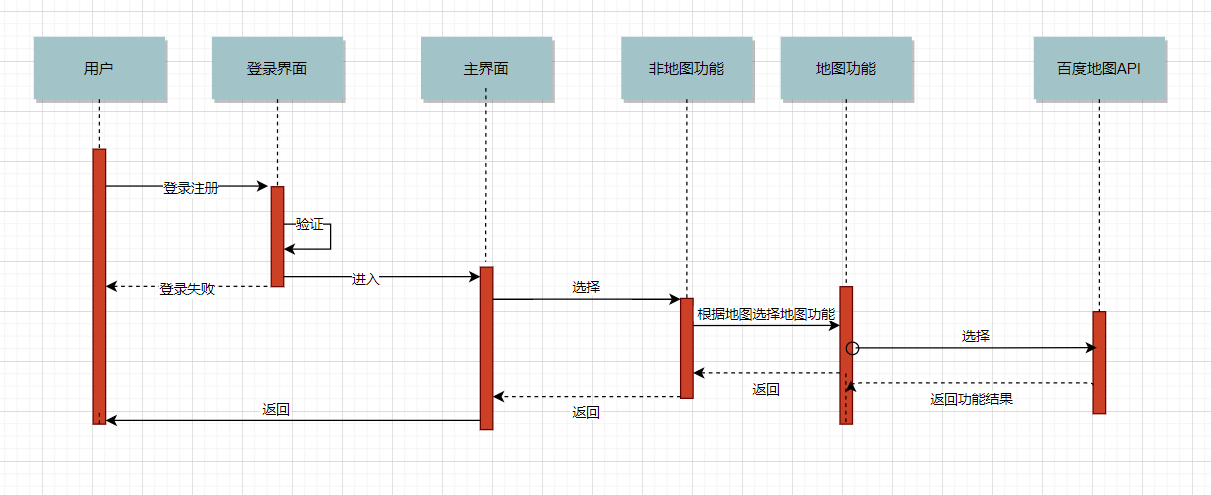 用户
登录界面
主界面
非地图功能
地图功能
百度地图API
登录注册
验证
进入
登录失败
选择
根据地图选择地图功能
选择
返回
返回功能结果
返回
返回